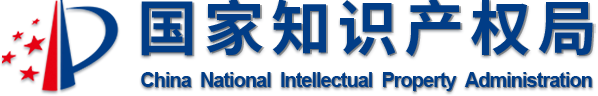 国家知识产权局
China National Intellectual Property Administration